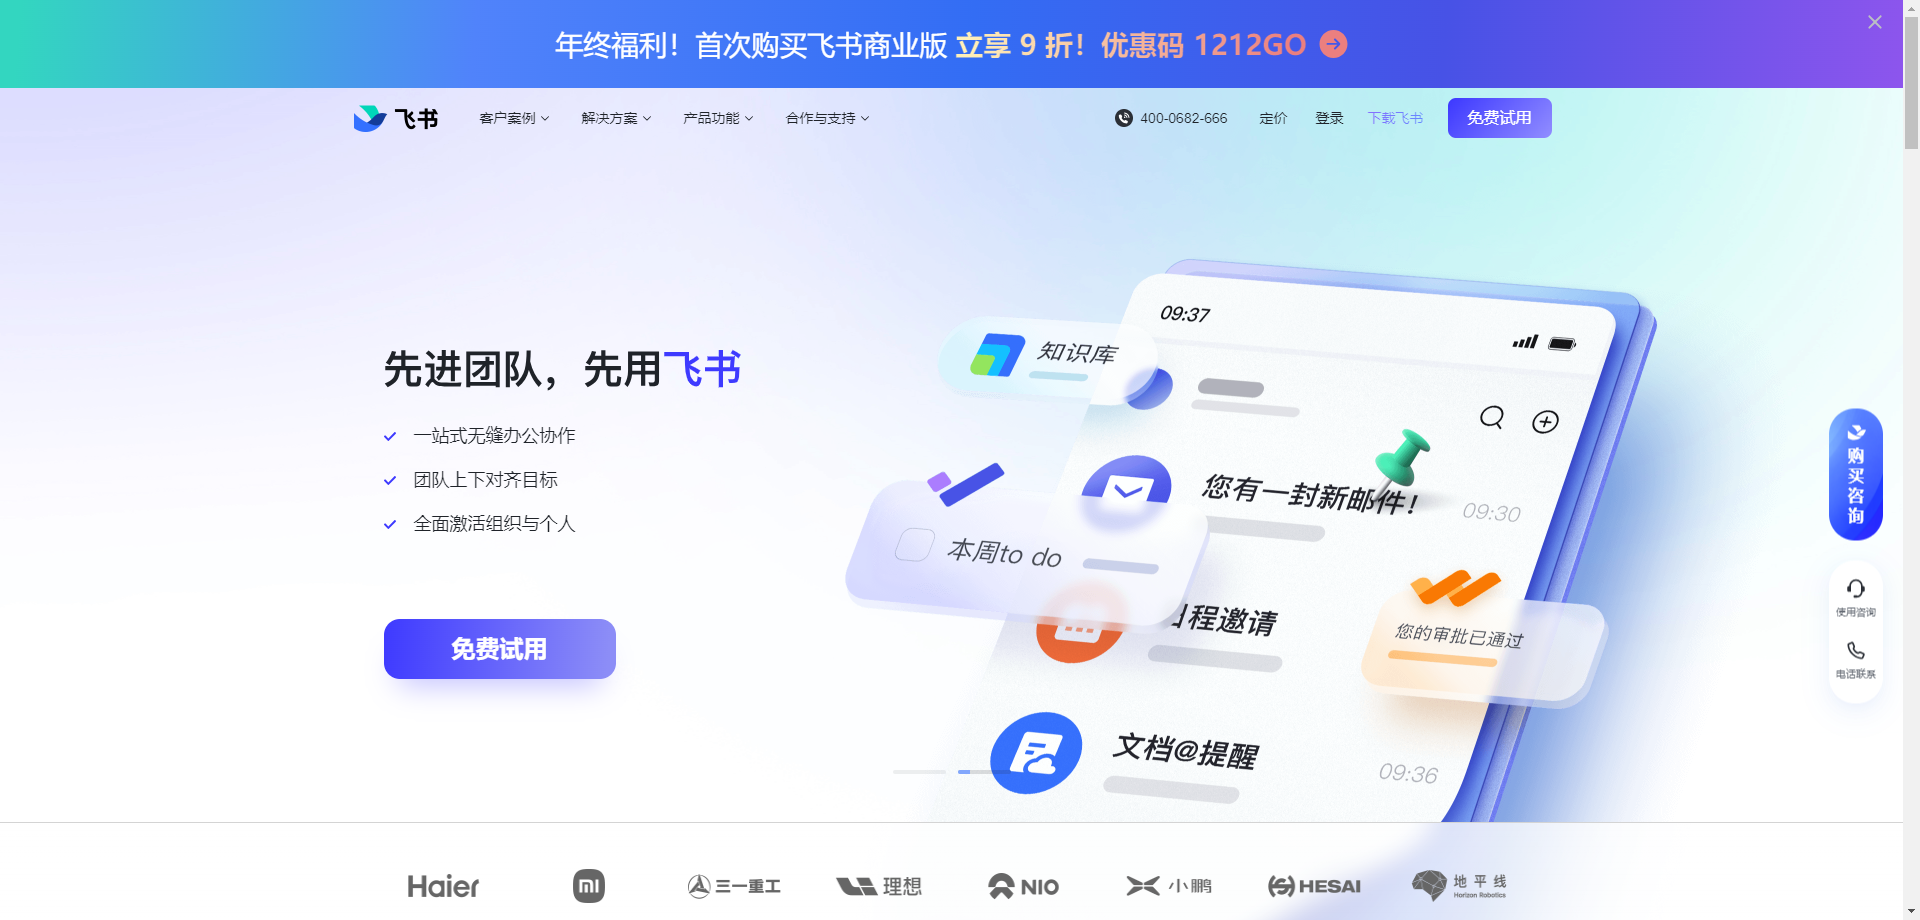 年终福利！首次购买飞书商业版 立享 9 折！优惠码 1212GO
飞书
客户案例
解决方案
产品功能
合作与支持
400-0682-666
定价
登录
下载飞书
免费试用
先进团队，先用飞书
一站式无缝办公协作
团队上下对齐目标
全面激活组织与个人
免费试用
09:37
知识库
您有一封新邮件！
09:30
本周to do
日程邀请
您的审批已通过
文档@提醒
09:36
购买咨询
使用咨询
电话联系
Haier
mi
三一重工
理想
NIO
小鹏
HESAI
地平线
Horizon Robotics